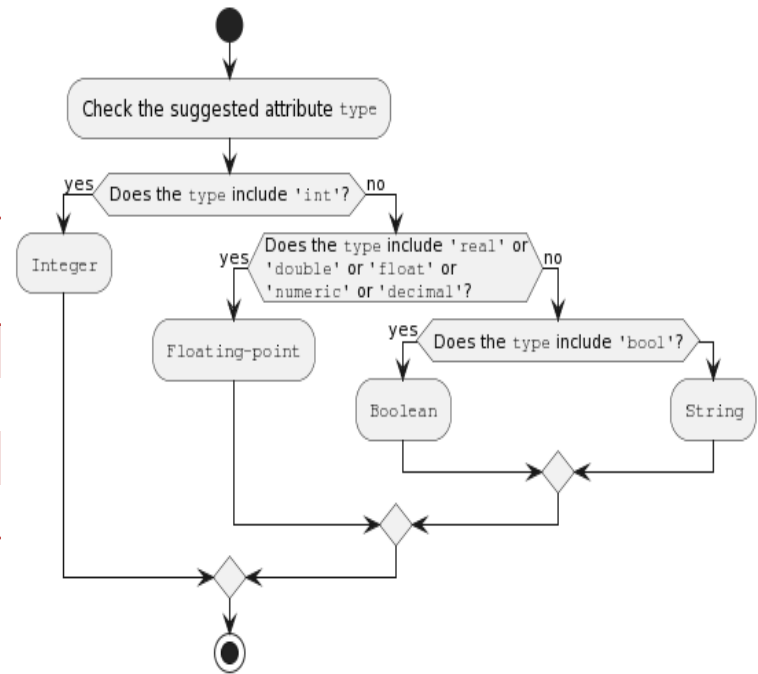 Check the suggested attribute type
yes
Does the type include 'int'?
no
Integer
yes
Does the type include 'real' or
'double' or 'float' or
'numeric' or 'decimal'?
no
Floating-point
yes
Does the type include 'bool'?
Boolean
String